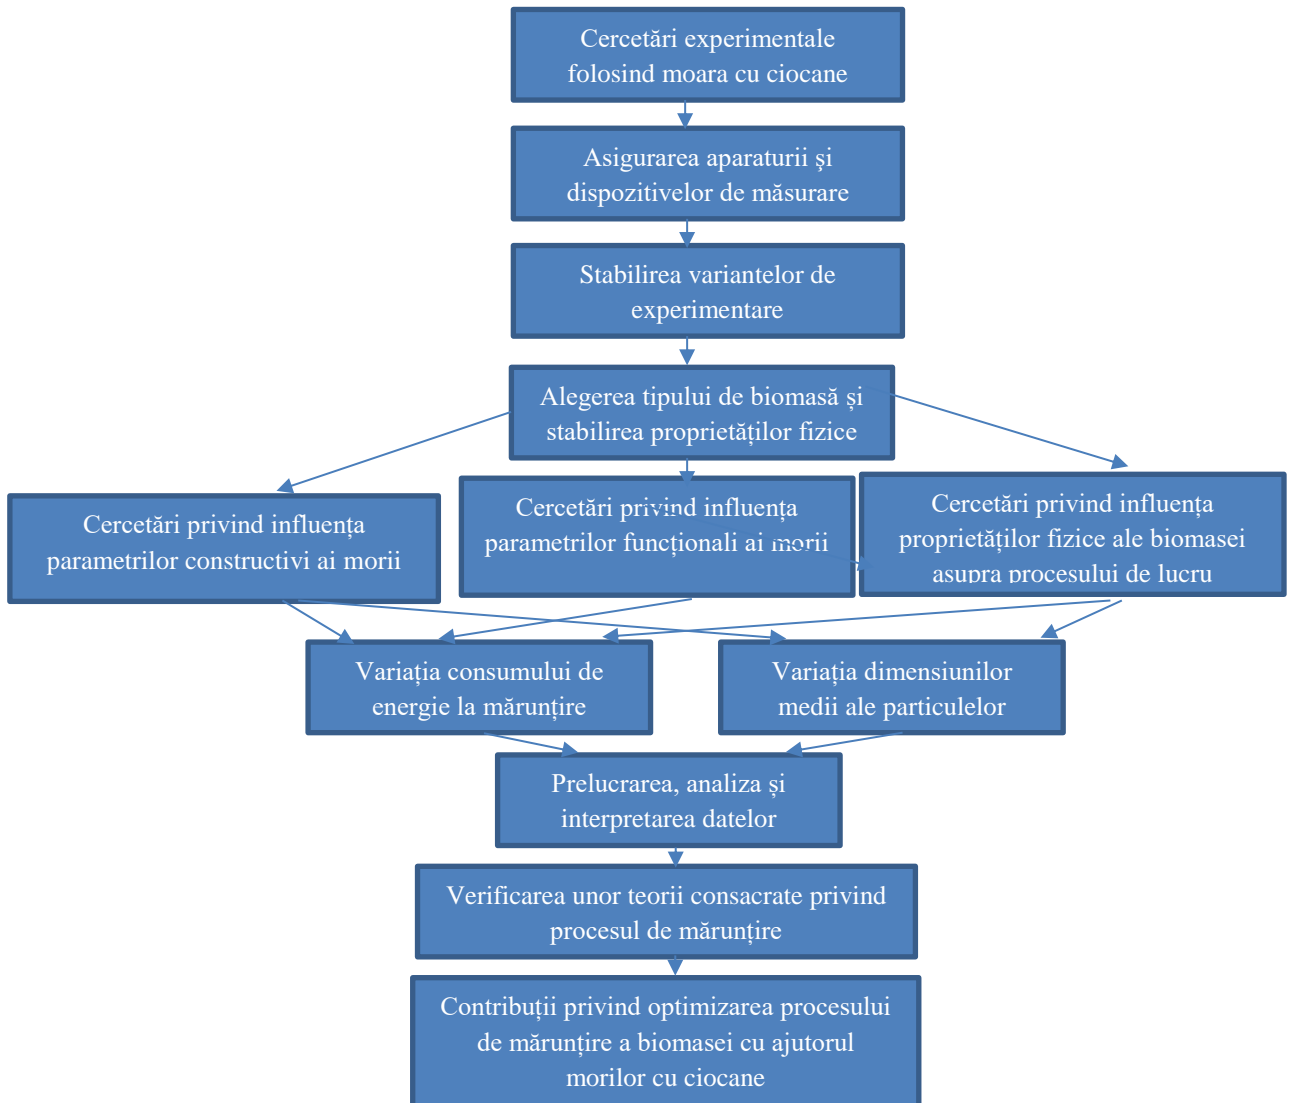 Cercetări experimentale
folosind moara cu ciocane
Asigurarea aparaturii şi
dispozitivelor de măsurare
Stabilirea variantelor de
experimentare
Alegerea tipului de biomasă și
stabilirea proprietăților fizice
Cercetări privind influența
parametrilor constructivi ai morii
Cercetări privind influența
parametrilor funcționali ai morii
Cercetări privind influența
proprietăților fizice ale biomasei
asupra procesului de lucru
Variația consumului de
energie la mărunțire
Variația dimensiunilor
medii ale particulelor
Prelucrarea, analiza și
interpretarea datelor
Verificarea unor teorii consacrate privind
procesul de mărunțire
Contribuții privind optimizarea procesului
de mărunțire a biomasei cu ajutorul
morilor cu ciocane